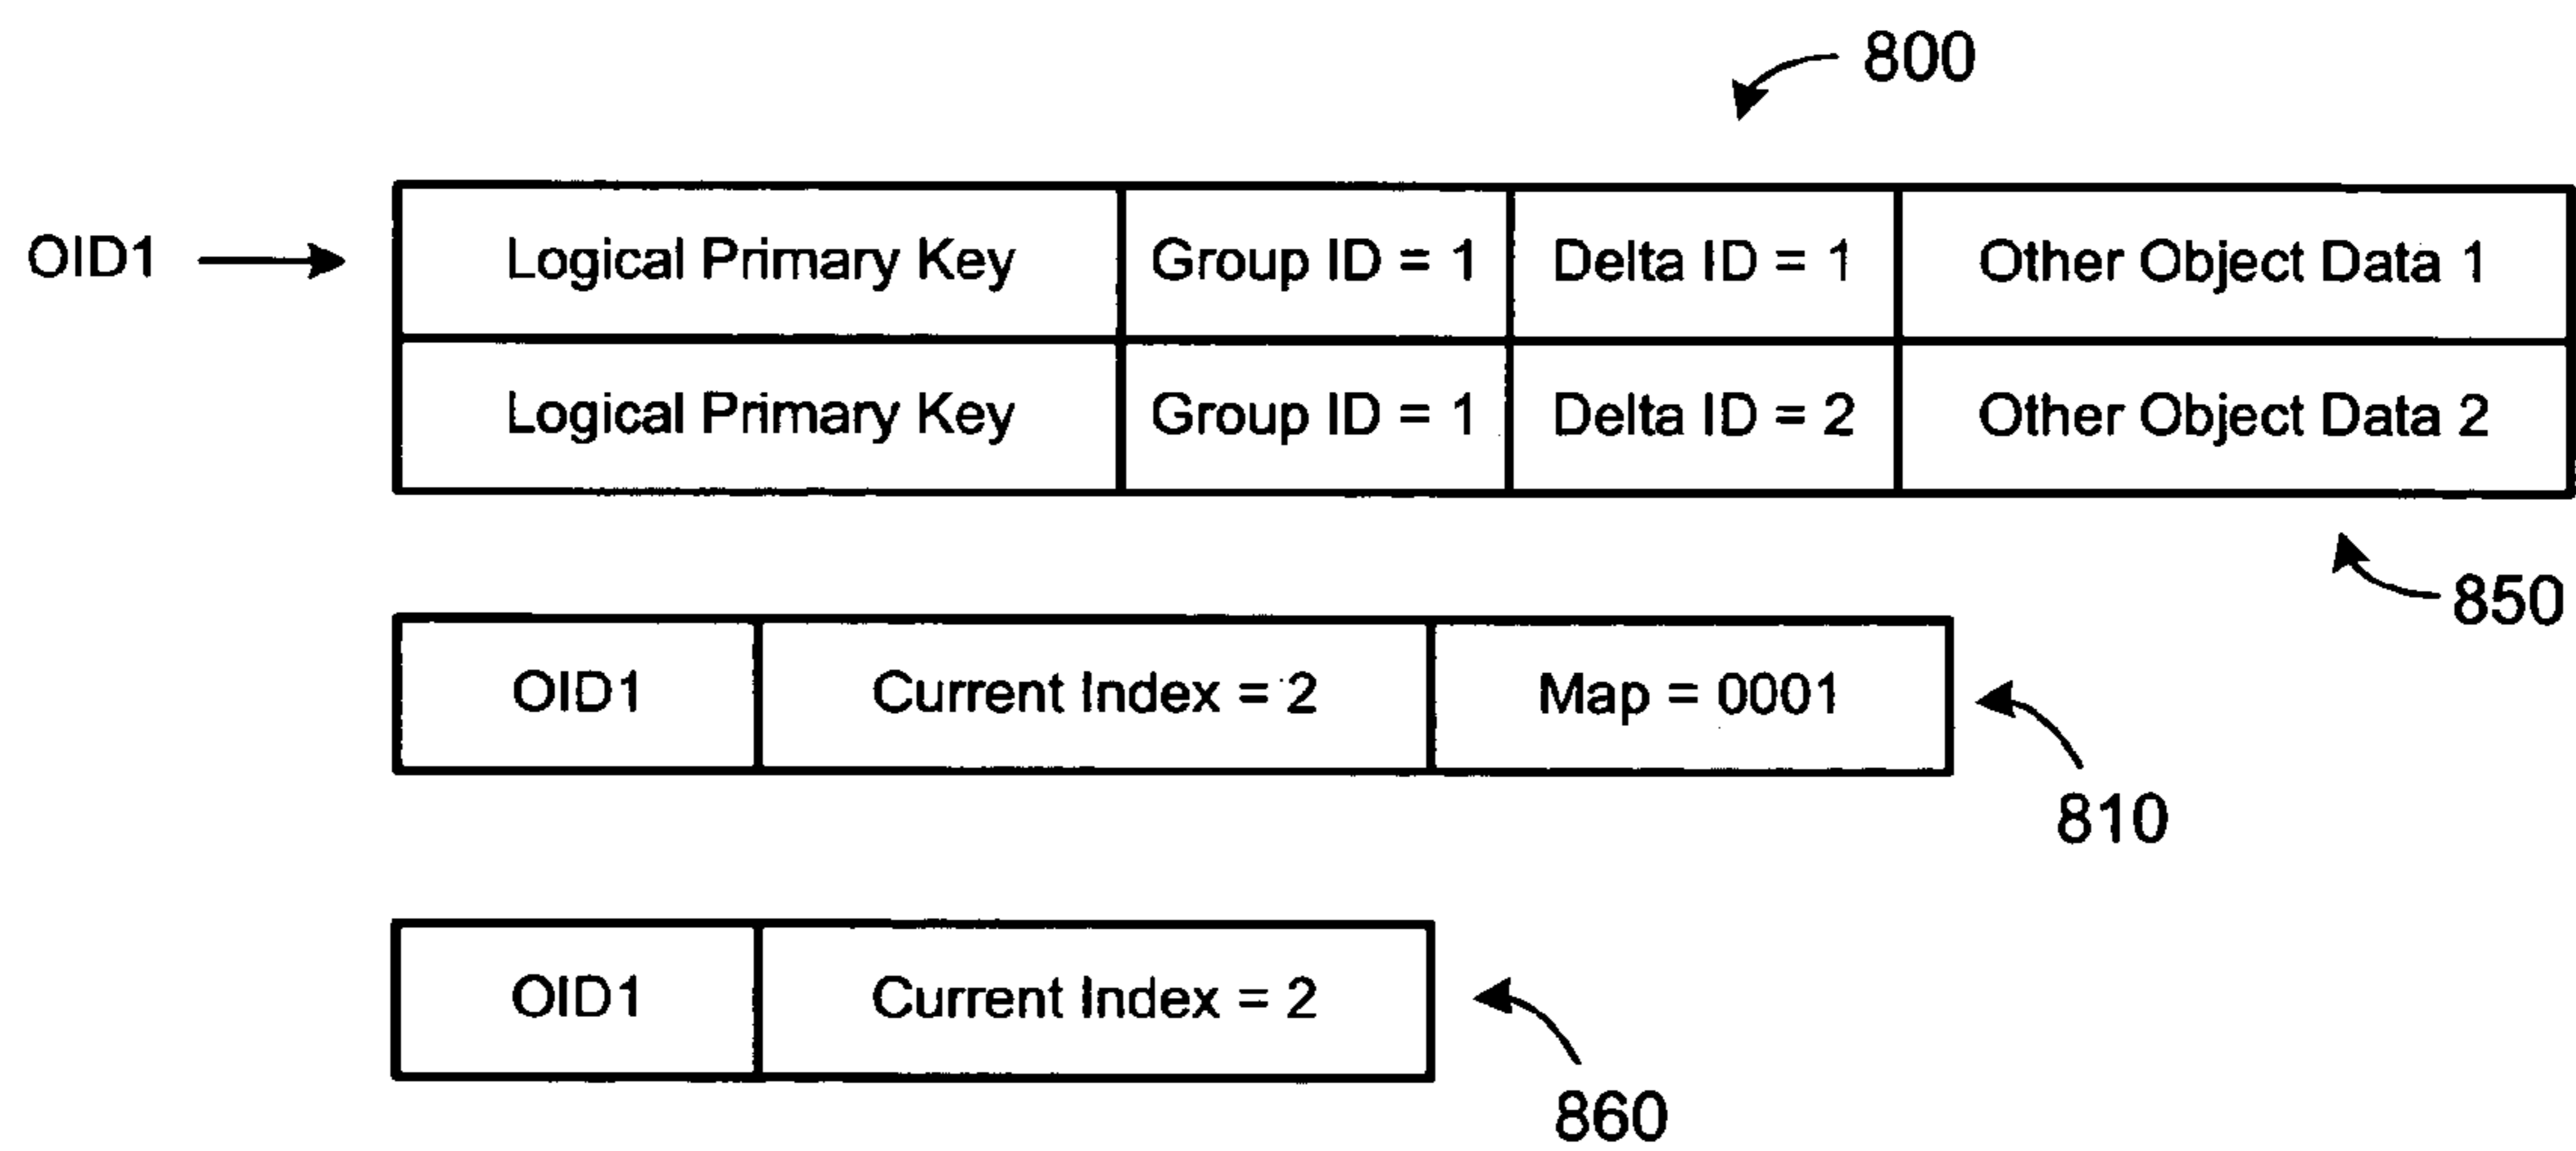 800
OID1 Logical Primary Key Group ID = 1 Delta ID = 1 Other Object Data 1
Logical Primary Key Group ID = 1 Delta ID = 2 Other Object Data 2
850
OID1 Current Index = 2 Map = 0001
810
OID1 Current Index = 2
860